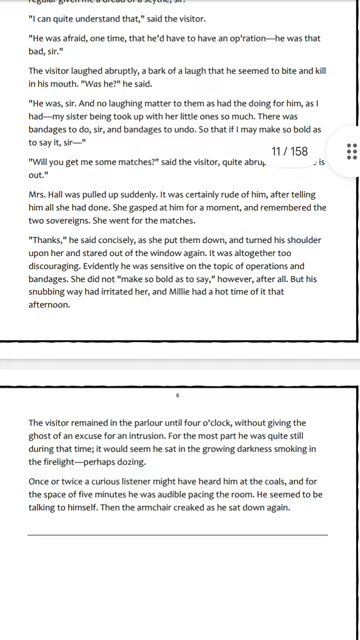 "I can quite understand that," said the visitor.
"He was afraid, one time, that he'd have to have an op'ration—he was that
bad, sir."
The visitor laughed abruptly, a bark of a laugh that he seemed to bite and kill
in his mouth. "Was he?" he said.
"He was, sir. And no laughing matter to them as had the doing for him, as I
had—my sister being took up with her little ones so much. There was
bandages to do, sir, and bandages to undo. So that if I may make so bold as
to say it, sir—"
"Will you get me some matches?" said the visitor, quite is
out."
11 / 158
Mrs. Hall was pulled up suddenly. It was certainly rude of him, after telling
him all she had done. She gasped at him for a moment, and remembered the
two sovereigns. She went for the matches.
"Thanks," he said concisely, as she put them down, and turned his shoulder
upon her and stared out of the window again. It was altogether too
discouraging. Evidently he was sensitive on the topic of operations and
bandages. She did not "make so bold as to say," however, after all. But his
snubbing way had irritated her, and Millie had a hot time of it that
afternoon.
6
The visitor remained in the parlour until four o'clock, without giving the
ghost of an excuse for an intrusion. For the most part he was quite still
during that time; it would seem he sat in the growing darkness smoking in
the firelight—perhaps dozing.
Once or twice a curious listener might have heard him at the coals, and for
the space of five minutes he was audible pacing the room. He seemed to be
talking to himself. Then the armchair creaked as he sat down again.